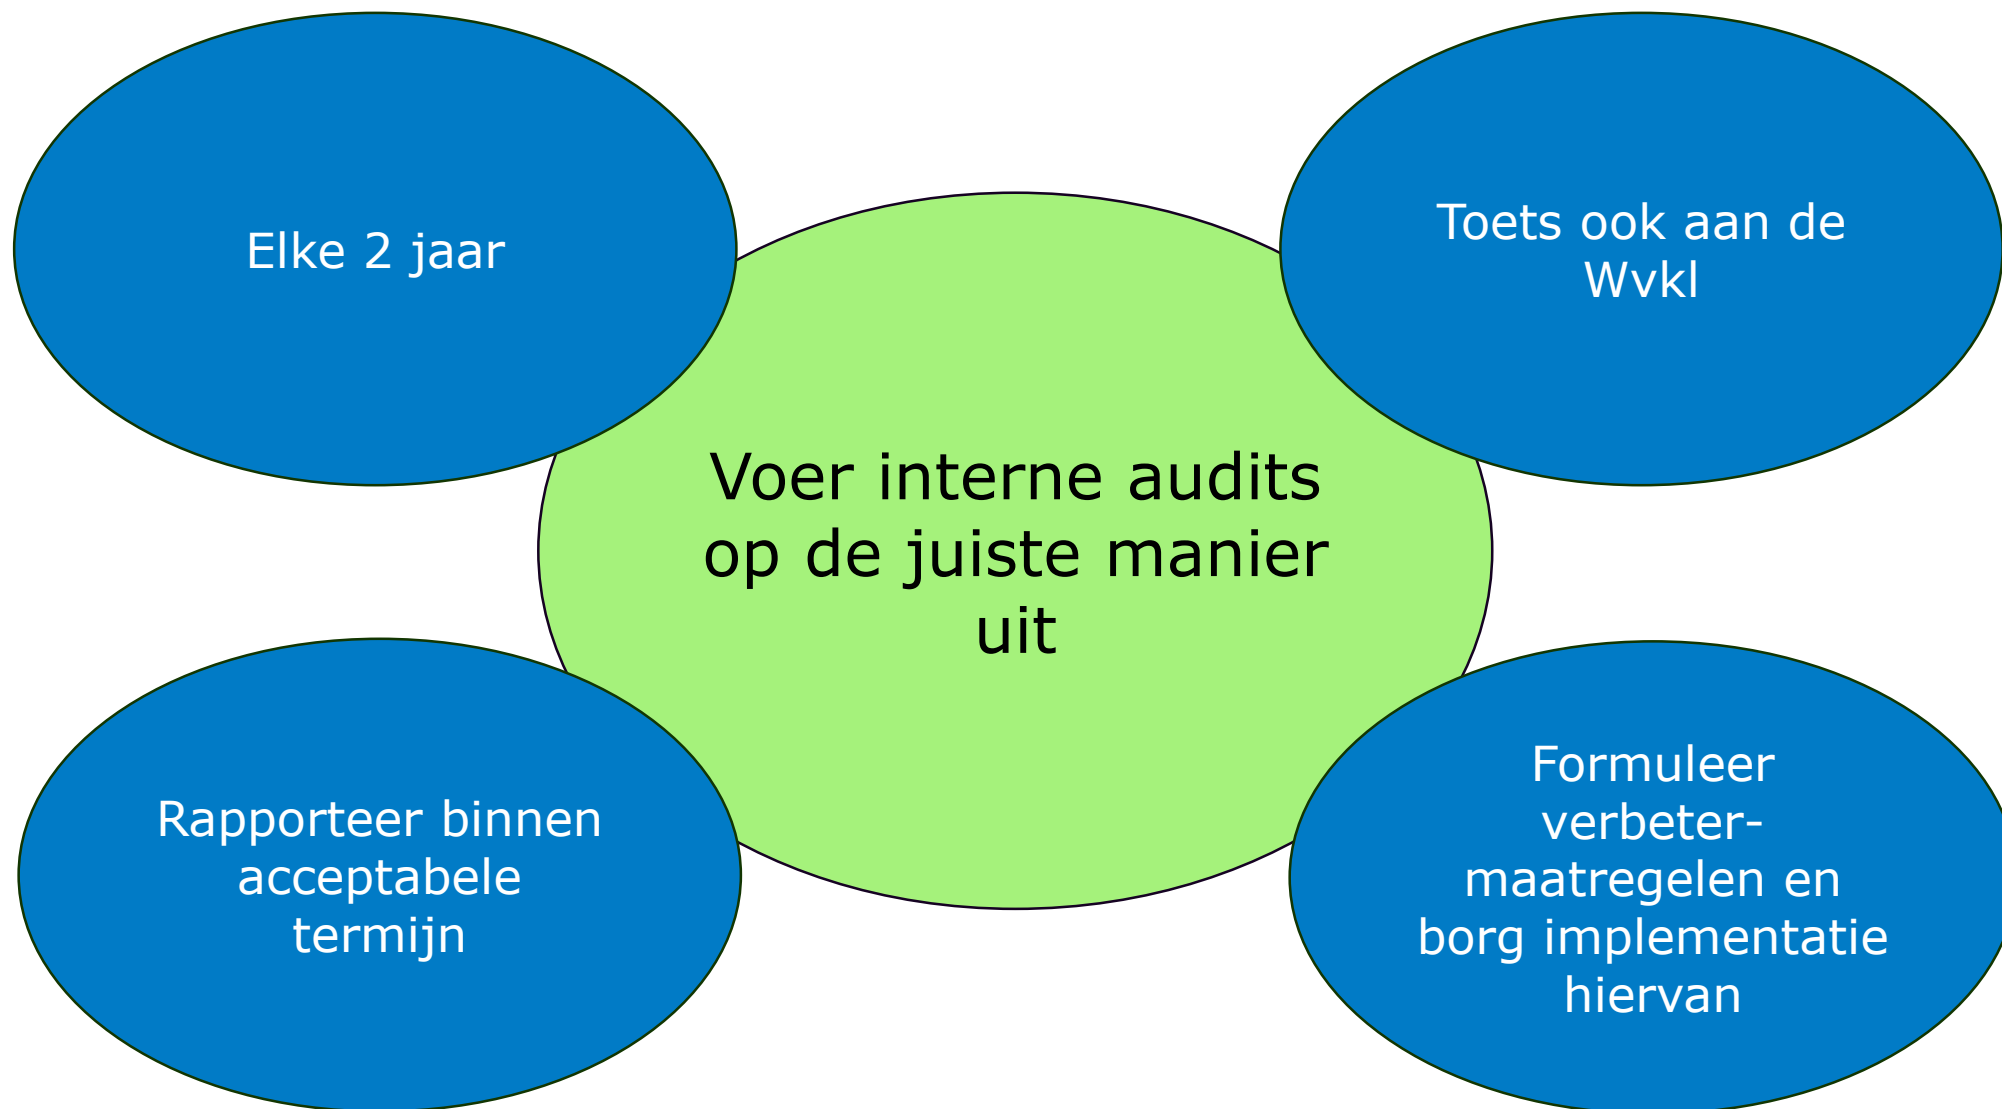 Elke 2 jaar
Toets ook aan de
Wvkl
Voer interne audits
op de juiste manier
uit
Rapporteer binnen
acceptabele
termijn
Formuleer
verbeter-
maatregelen en
borg implementatie
hiervan